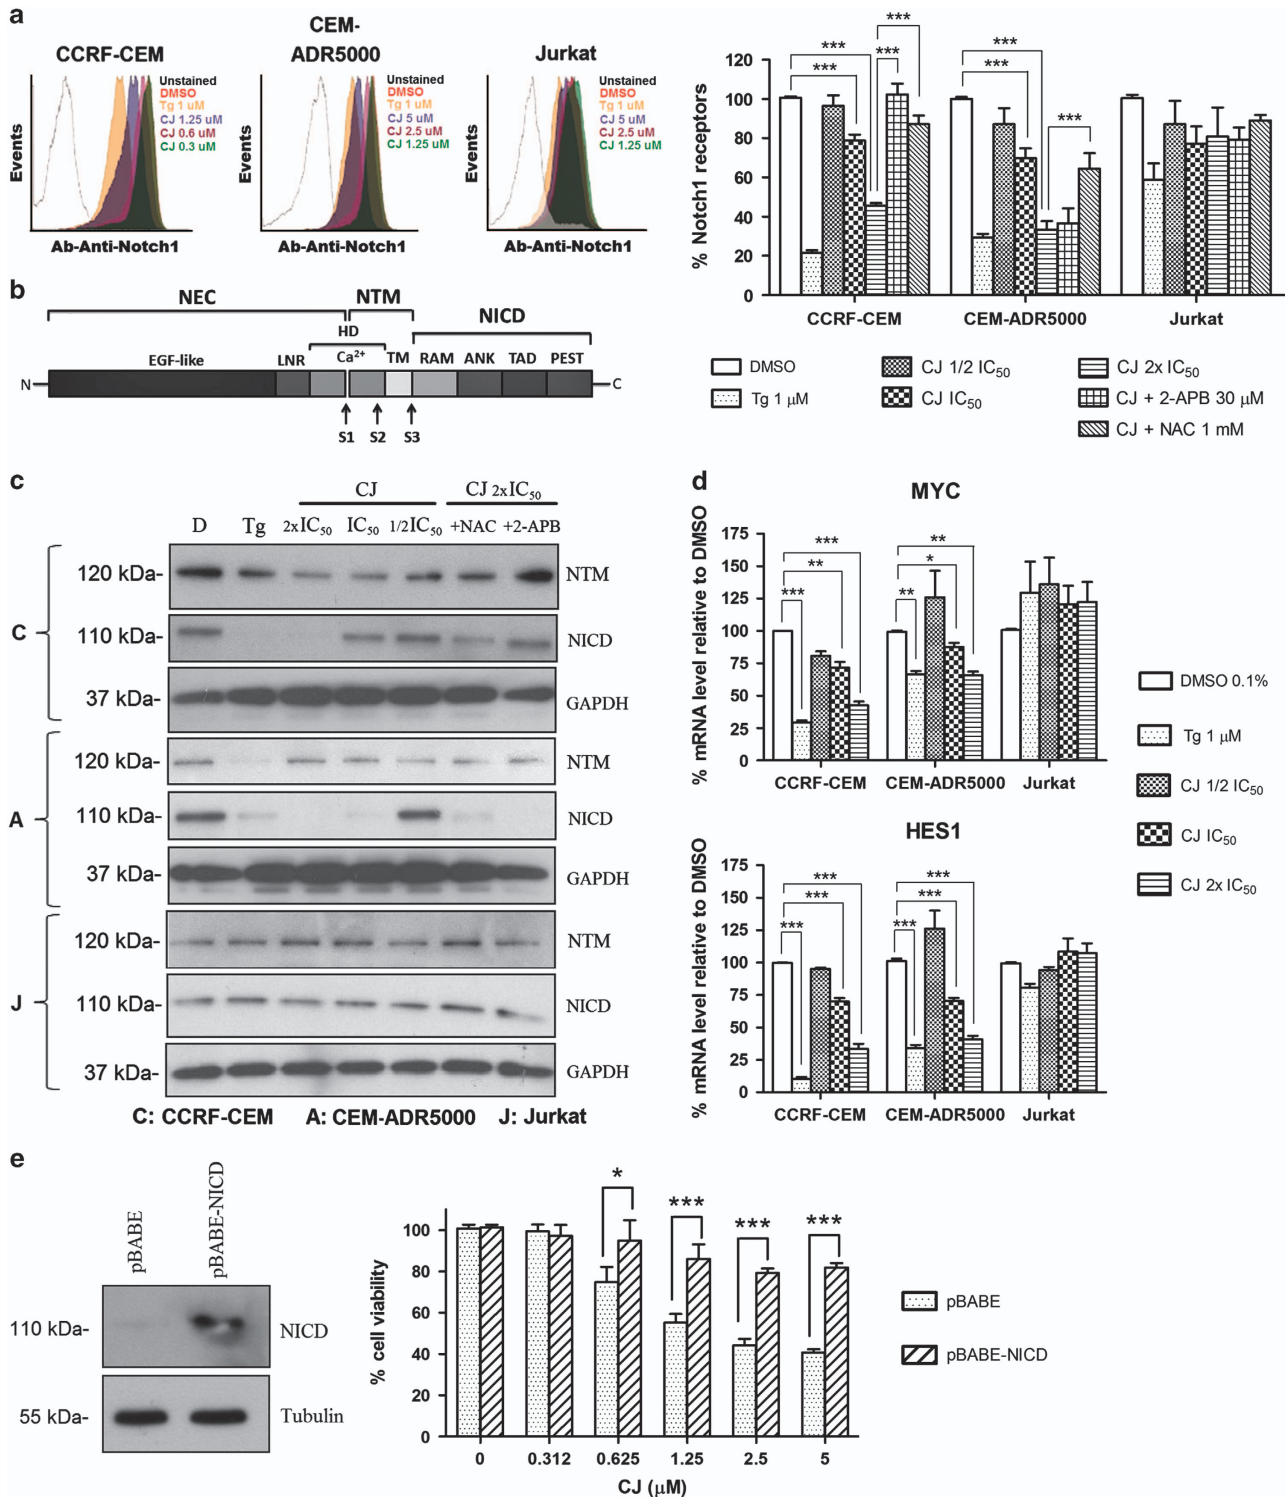 a
CCRF-CEM
Unstained
DMSO
Tg 1 uM
CJ 1.25 uM
CJ 0.6 uM
CJ 0.3 uM
Events
Ab-Anti-Notch1
CEM-
ADR5000
Unstained
DMSO
Tg 1 uM
CJ 5 uM
CJ 2.5 uM
CJ 1.25 uM
Events
Ab-Anti-Notch1
Jurkat
Unstained
DMSO
Tg 1 uM
CJ 5 uM
CJ 2.5 uM
CJ 1.25 uM
Events
Ab-Anti-Notch1
% Notch1 receptors
120
100
80
60
40
20
0
*** *** *** ***
*** *** ***
CCRF-CEM CEM-ADR5000 Jurkat
DMSO
Tg 1 μM
CJ 1/2 IC50
CJ IC50
CJ 2x IC50
CJ + 2-APB 30 μM
CJ + NAC 1 mM
b
NEC NTM NICD
HD
EGF-like LNR Ca2+ TM RAM ANK TAD PEST
N C
S1 S2 S3
c
CJ CJ 2xIC50
D Tg 2xIC50 IC50 1/2 IC50 +NAC +2-APB
C
120 kDa- NTM
110 kDa- NICD
37 kDa- GAPDH
A
120 kDa- NTM
110 kDa- NICD
37 kDa- GAPDH
J
120 kDa- NTM
110 kDa- NICD
37 kDa- GAPDH
C: CCRF-CEM A: CEM-ADR5000 J: Jurkat
d
MYC
% mRNA level relative to DMSO
175
150
125
100
75
50
25
0
*** ** ***
** * **
CCRF-CEM CEM-ADR5000 Jurkat
HES1
% mRNA level relative to DMSO
175
150
125
100
75
50
25
0
*** *** ***
*** *** ***
CCRF-CEM CEM-ADR5000 Jurkat
DMSO 0.1%
Tg 1 μM
CJ 1/2 IC50
CJ IC50
CJ 2x IC50
e
pBABE
pBABE-NICD
110 kDa- NICD
55 kDa- Tubulin
% cell viability
100
80
60
40
20
0
* *** *** ***
0 0.312 0.625 1.25 2.5 5
CJ (μM)
pBABE
pBABE-NICD